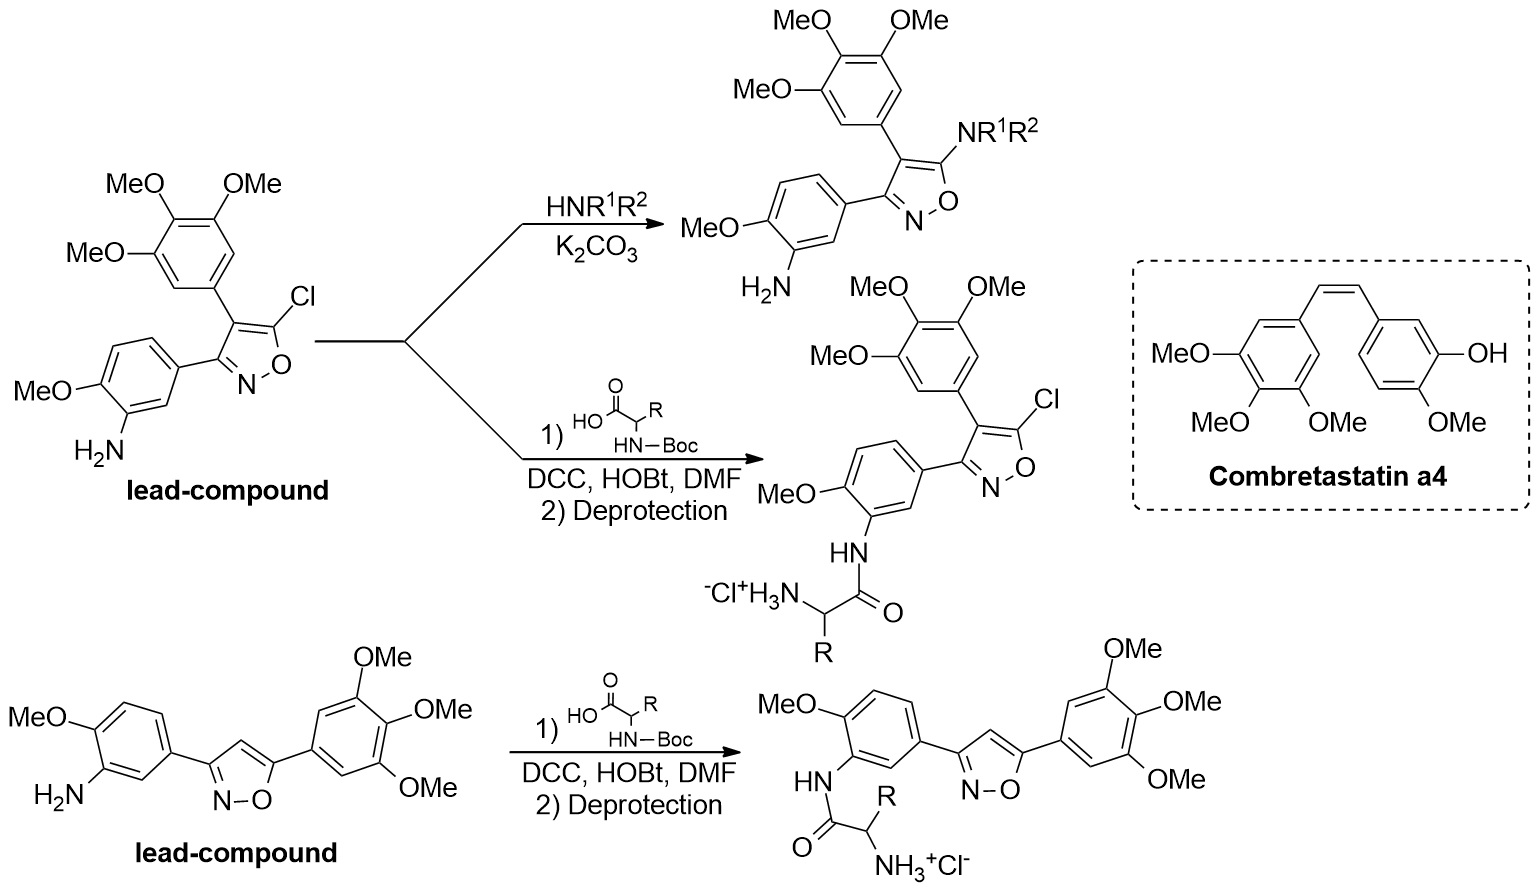 MeO OMe
MeO
NR¹R²
O
N
MeO
H₂N
MeO OMe
MeO
Cl
O
N
MeO
H₂N
lead-compound
HNR¹R²
K₂CO₃
O
HO R
1) HN Boc
DCC, HOBt, DMF
2) Deprotection
MeO OMe
MeO
Cl
O
N
MeO
HN
⁻Cl⁺H₃N O
R
MeO OH
MeO OMe OMe
Combretastatin a4
OMe
MeO OMe
OMe
H₂N N O
lead-compound
O
HO R
1) HN Boc
DCC, HOBt, DMF
2) Deprotection
OMe
MeO OMe
OMe
HN R N O
O
NH₃⁺Cl⁻